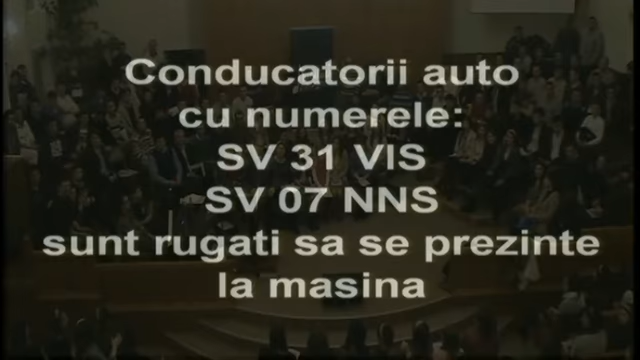 Conducatorii auto
cu numerele:
SV 31 VIS
SV 07 NNS
sunt rugati sa se prezinte
la masina